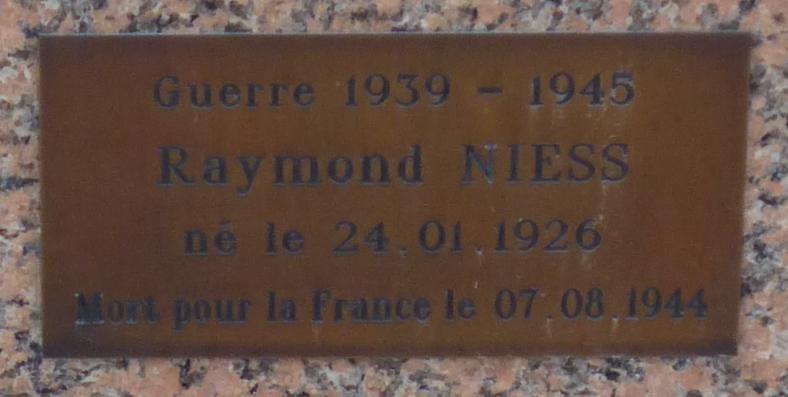 Guerre 1939 - 1945
Raymond NIESS
né le 24.01.1926
Mort pour la France le 07.08.1944